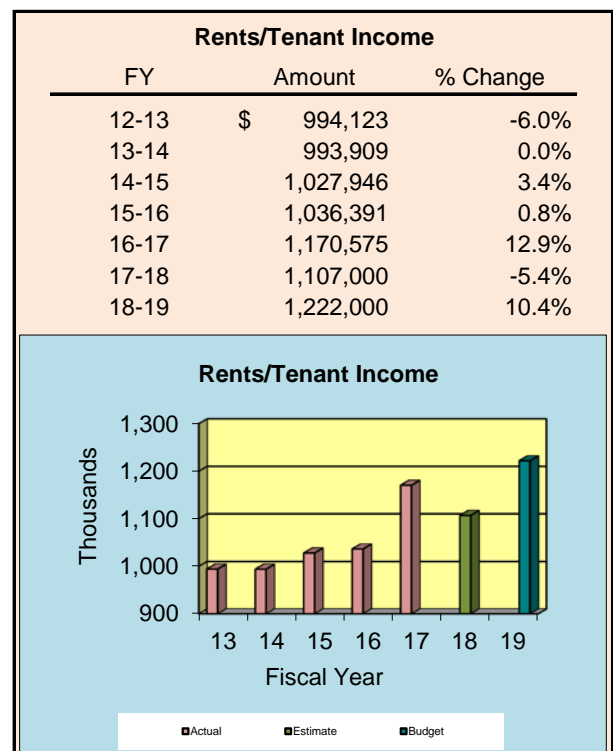 Rents/Tenant Income
FY Amount % Change
12-13 $ 994,123 -6.0%
13-14 993,909 0.0%
14-15 1,027,946 3.4%
15-16 1,036,391 0.8%
16-17 1,170,575 12.9%
17-18 1,107,000 -5.4%
18-19 1,222,000 10.4%
Rents/Tenant Income
1,300
1,200
1,100
1,000
900
Thousands
13 14 15 16 17 18 19
Fiscal Year
Actual Estimate Budget